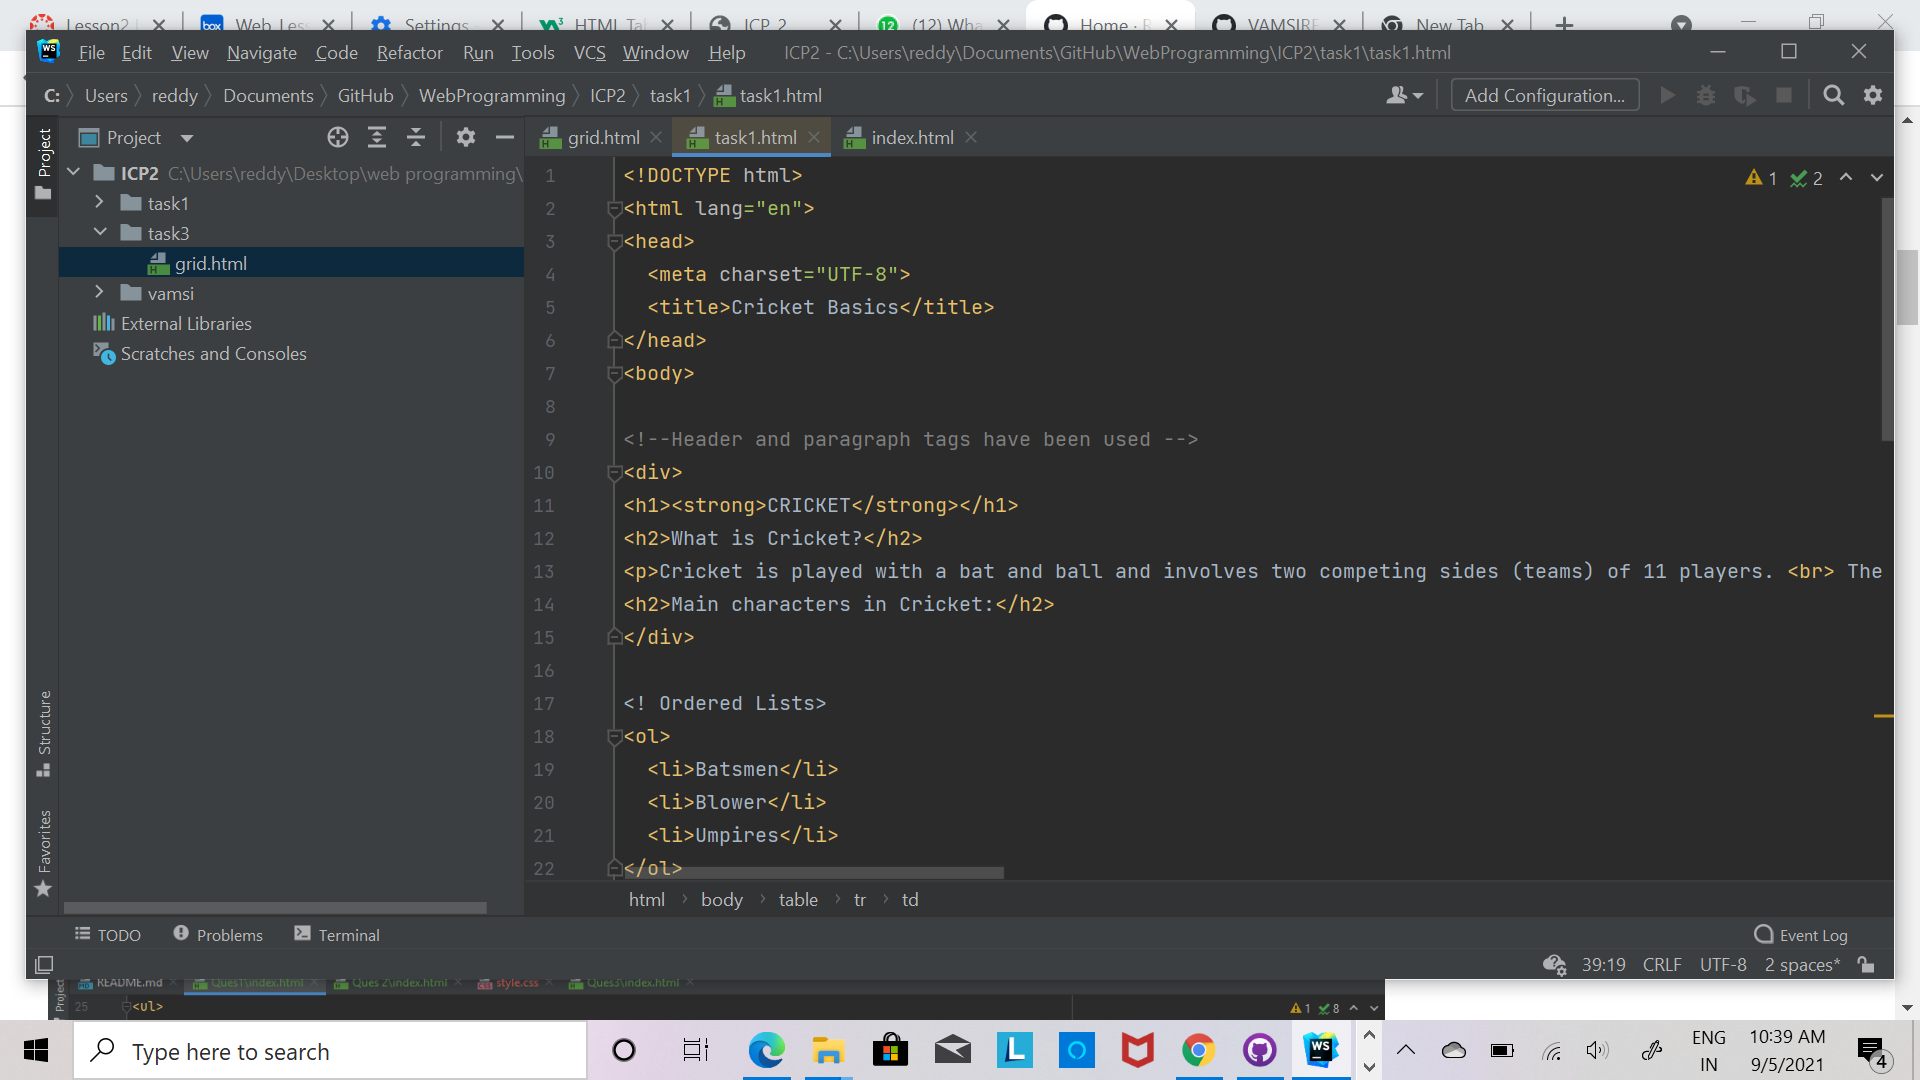 Lesson2
Web Less
Settings
HTML Tab
ICP 2
(12) Wha
Home · R
VAMSIRE
New Tab
File Edit View Navigate Code Refactor Run Tools VCS Window Help
ICP2 - C:\Users\reddy\Documents\GitHub\WebProgramming\ICP2\task1\task1.html
C: Users reddy Documents GitHub WebProgramming ICP2 task1 task1.html
Add Configuration...
Project
Project
grid.html
task1.html
index.html
ICP2 C:\Users\reddy\Desktop\web programming\
task1
task3
grid.html
vamsi
External Libraries
Scratches and Consoles
Structure
Favorites
1 2
1 <!DOCTYPE html>
2 <html lang="en">
3 <head>
4 <meta charset="UTF-8">
5 <title>Cricket Basics</title>
6 </head>
7 <body>
8
9 <!--Header and paragraph tags have been used -->
10 <div>
11 <h1><strong>CRICKET</strong></h1>
12 <h2>What is Cricket?</h2>
13 <p>Cricket is played with a bat and ball and involves two competing sides (teams) of 11 players. <br> The
14 <h2>Main characters in Cricket:</h2>
15 </div>
16
17 <! Ordered Lists>
18 <ol>
19 <li>Batsmen</li>
20 <li>Blower</li>
21 <li>Umpires</li>
22 </ol>
html body table tr td
TODO Problems Terminal
Event Log
39:19 CRLF UTF-8 2 spaces*
Project
README.md
Ques1\index.html
Ques 2\index.html
style.css
Ques3\index.html
25 <ul>
1 8
Type here to search
ENG
IN
10:39 AM
9/5/2021
4